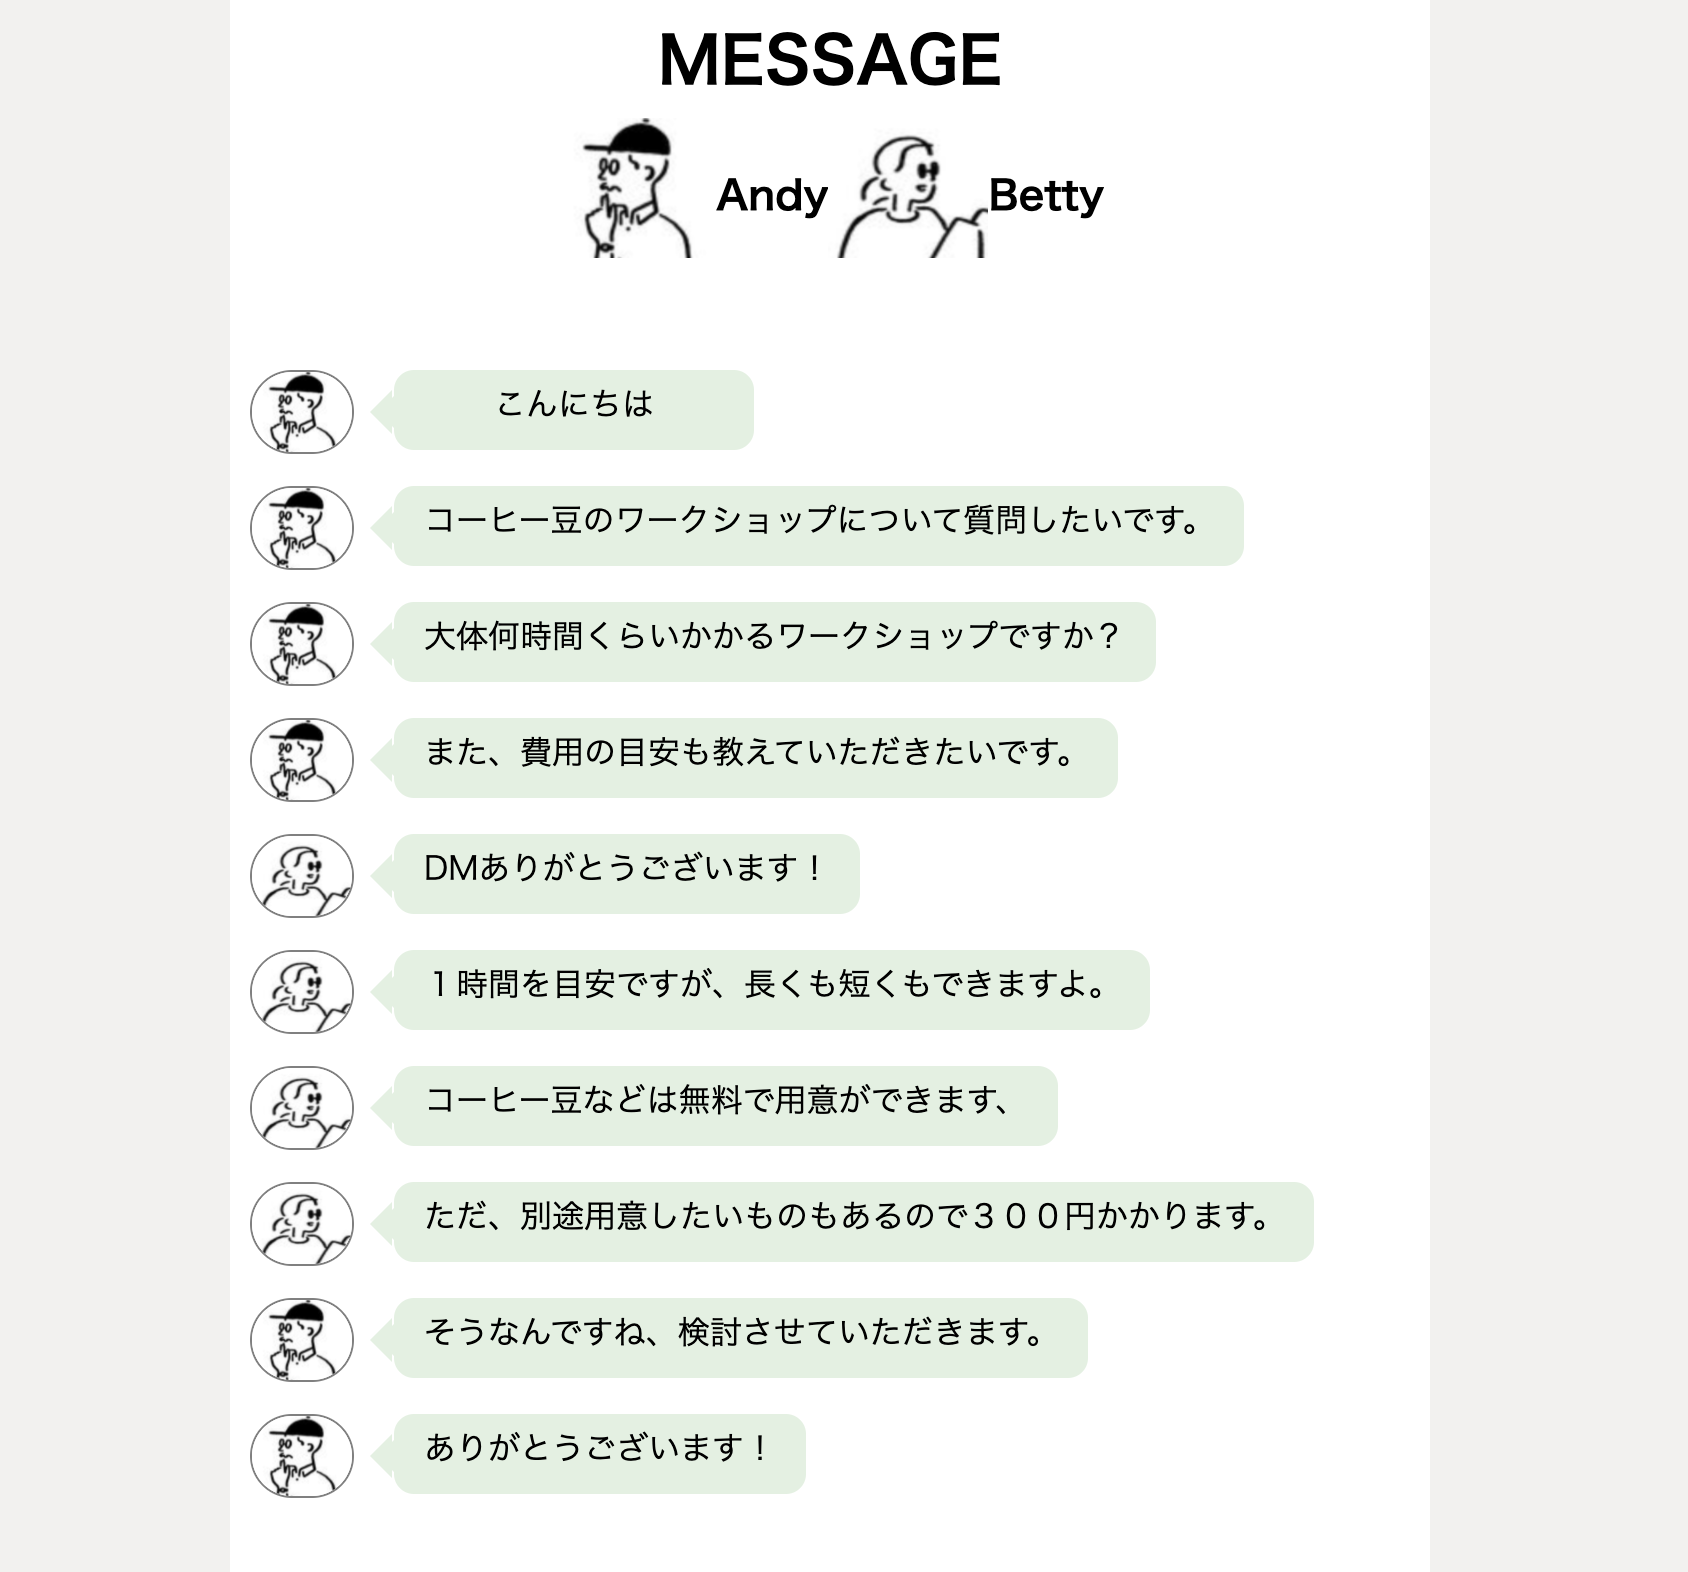 MESSAGE
Andy
Betty
こんにちは
コーヒー豆のワークショップについて質問したいです。
大体何時間くらいかかるワークショップですか？
また、費用の目安も教えていただきたいです。
DMありがとうございます！
１時間を目安ですが、長くも短くもできますよ。
コーヒー豆などは無料で用意ができます、
ただ、別途用意したいものもあるので３００円かかります。
そうなんですね、検討させていただきます。
ありがとうございます！